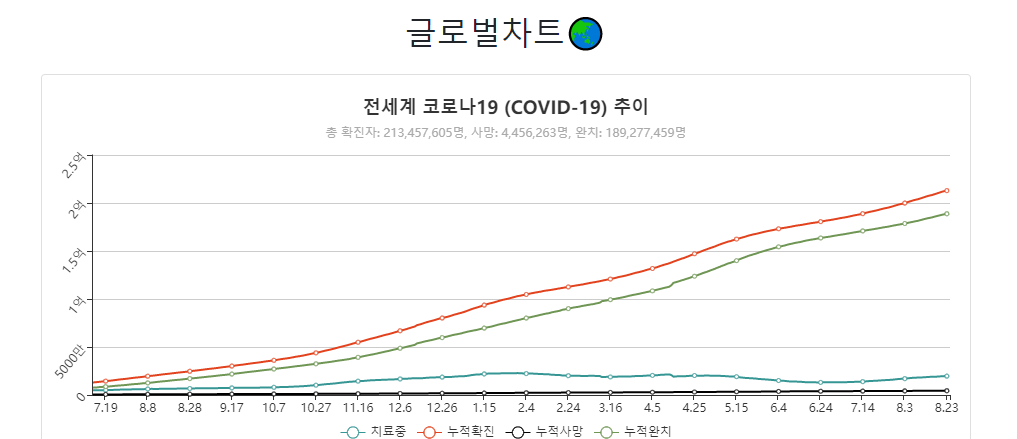 글로벌차트
전세계 코로나19 (COVID-19) 추이
총 확진자: 213,457,605명, 사망: 4,456,263명, 완치: 189,277,459명
2.5억
2억
1.5억
1억
5000만
0
7.19 8.8 8.28 9.17 10.7 10.27 11.16 12.6 12.26 1.15 2.4 2.24 3.16 4.5 4.25 5.15 6.4 6.24 7.14 8.3 8.23
치료중 누적확진 누적사망 누적완치